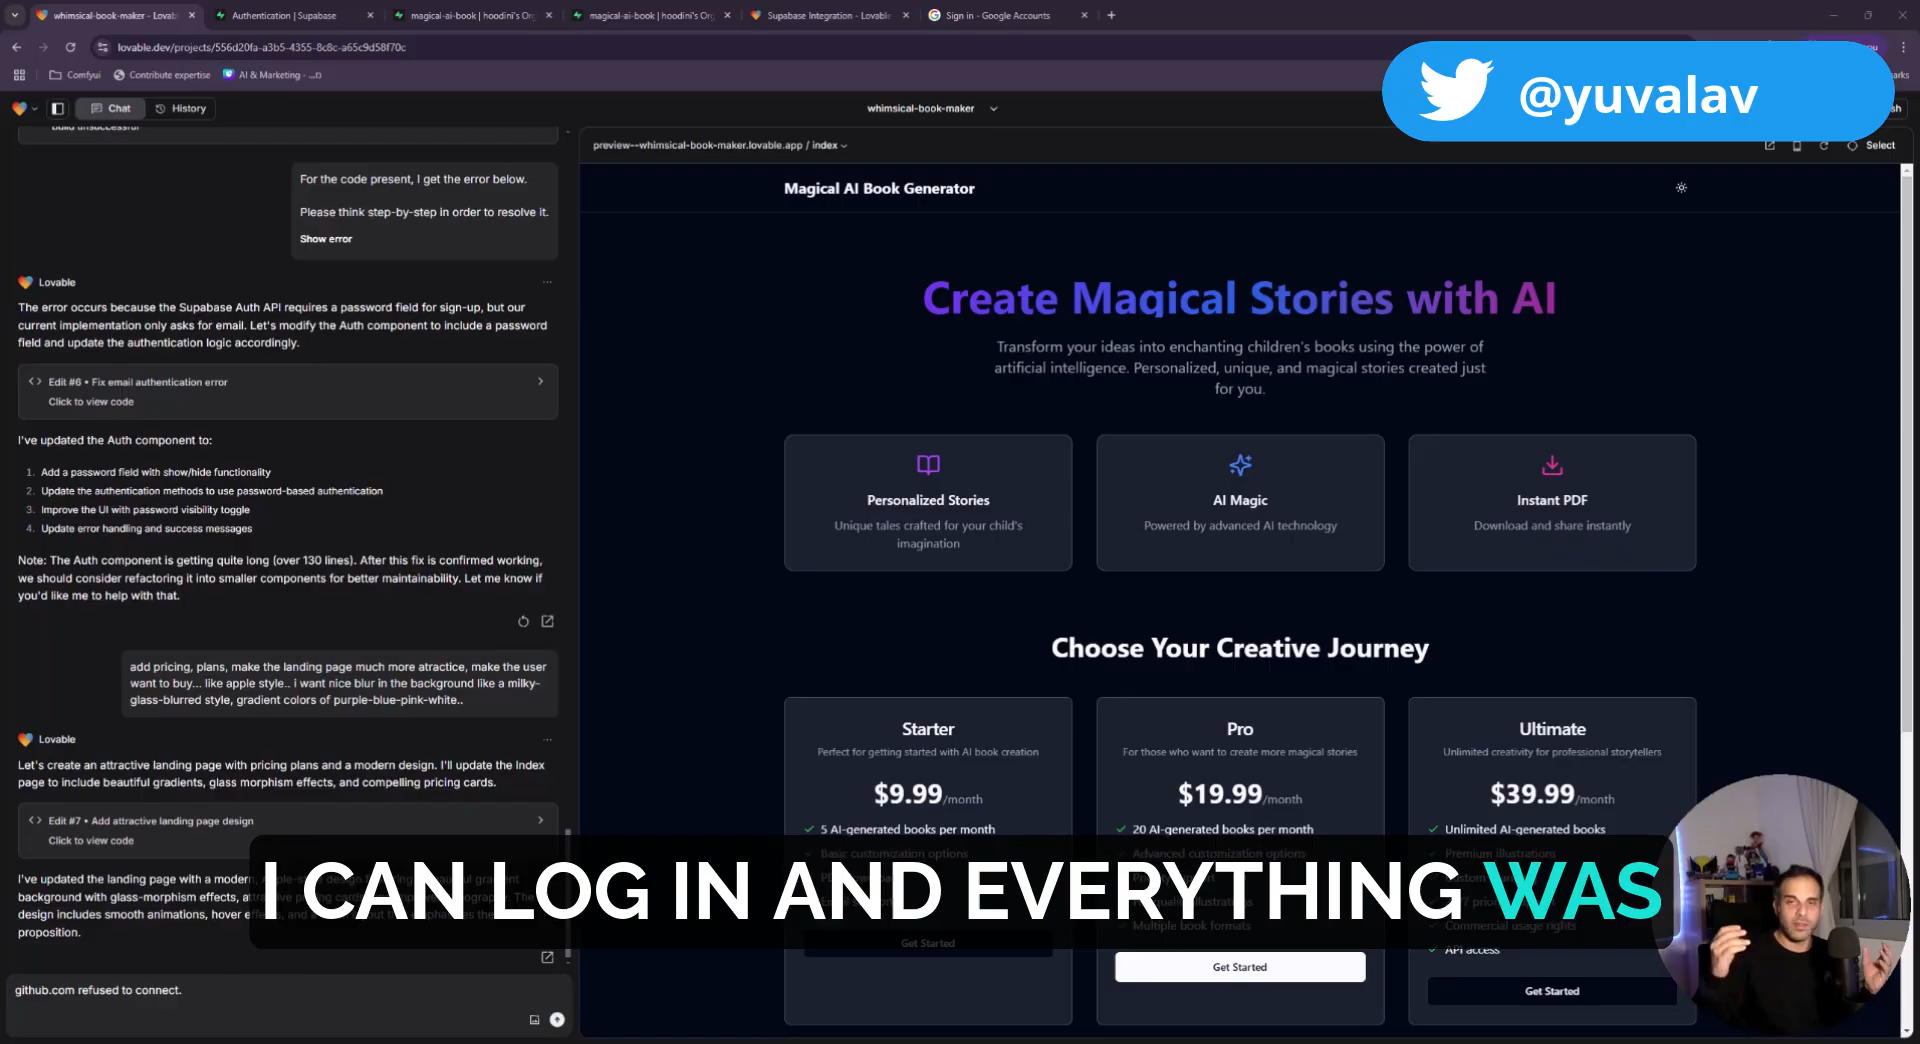 whimsical-book-maker - Lovabl
Authentication | Supabase
magical-ai-book | hoodini's Org
magical-ai-book | hoodini's Org
Supabase Integration - Lovable
Sign in - Google Accounts
lovable.dev/projects/556d20fa-a3b5-4355-8c8c-a65c9d58f70c
Comfyui
Contribute expertise
AI & Marketing - ...n
@yuvalav
Chat
History
whimsical-book-maker
build unsuccessful
preview--whimsical-book-maker.lovable.app / index
Select
For the code present, I get the error below.
Please think step-by-step in order to resolve it.
Show error
Lovable
The error occurs because the Supabase Auth API requires a password field for sign-up, but our
current implementation only asks for email. Let's modify the Auth component to include a password
field and update the authentication logic accordingly.
Edit #6 • Fix email authentication error
Click to view code
I've updated the Auth component to:
1. Add a password field with show/hide functionality
2. Update the authentication methods to use password-based authentication
3. Improve the UI with password visibility toggle
4. Update error handling and success messages
Note: The Auth component is getting quite long (over 130 lines). After this fix is confirmed working,
we should consider refactoring it into smaller components for better maintainability. Let me know if
you'd like me to help with that.
add pricing, plans, make the landing page much more atractice, make the user
want to buy... like apple style.. i want nice blur in the background like a milky-
glass-blurred style, gradient colors of purple-blue-pink-white..
Lovable
Let's create an attractive landing page with pricing plans and a modern design. I'll update the Index
page to include beautiful gradients, glass morphism effects, and compelling pricing cards.
Edit #7 • Add attractive landing page design
Click to view code
I've updated the landing page with a modern
background with glass-morphism effects,
design includes smooth animations, hover
proposition.
github.com refused to connect.
Magical AI Book Generator
Create Magical Stories with AI
Transform your ideas into enchanting children's books using the power of
artificial intelligence. Personalized, unique, and magical stories created just
for you.
Personalized Stories
Unique tales crafted for your child's
imagination
AI Magic
Powered by advanced AI technology
Instant PDF
Download and share instantly
Choose Your Creative Journey
Starter
Perfect for getting started with AI book creation
$9.99/month
5 AI-generated books per month
Basic customization options
Get Started
Pro
For those who want to create more magical stories
$19.99/month
20 AI-generated books per month
Advanced customization options
Multiple book formats
Get Started
Ultimate
Unlimited creativity for professional storytellers
$39.99/month
Unlimited AI-generated books
Premium illustrations
Commercial usage rights
API access
Get Started
I CAN LOG IN AND EVERYTHING WAS